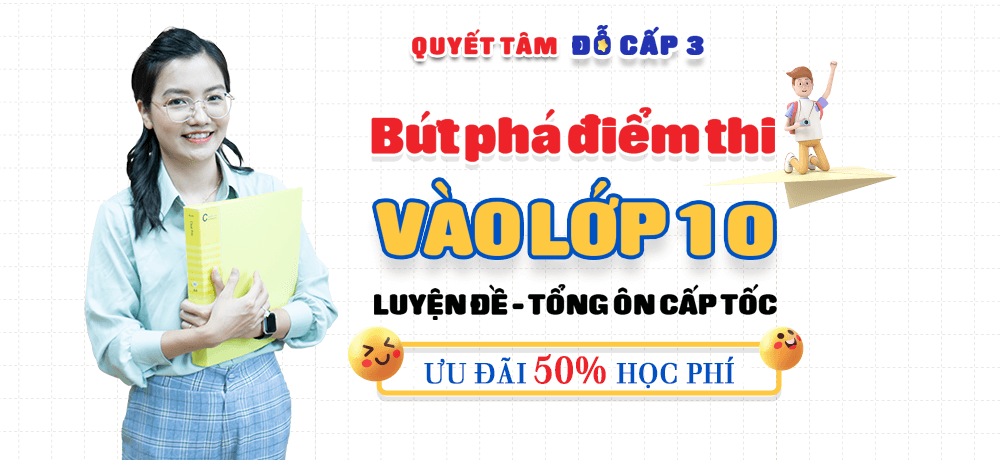 QUYẾT TÂM ĐỖ CẤP 3
Bứt phá điểm thi
VÀO LỚP 10
LUYỆN ĐỀ - TỔNG ÔN CẤP TỐC
ƯU ĐÃI 50% HỌC PHÍ